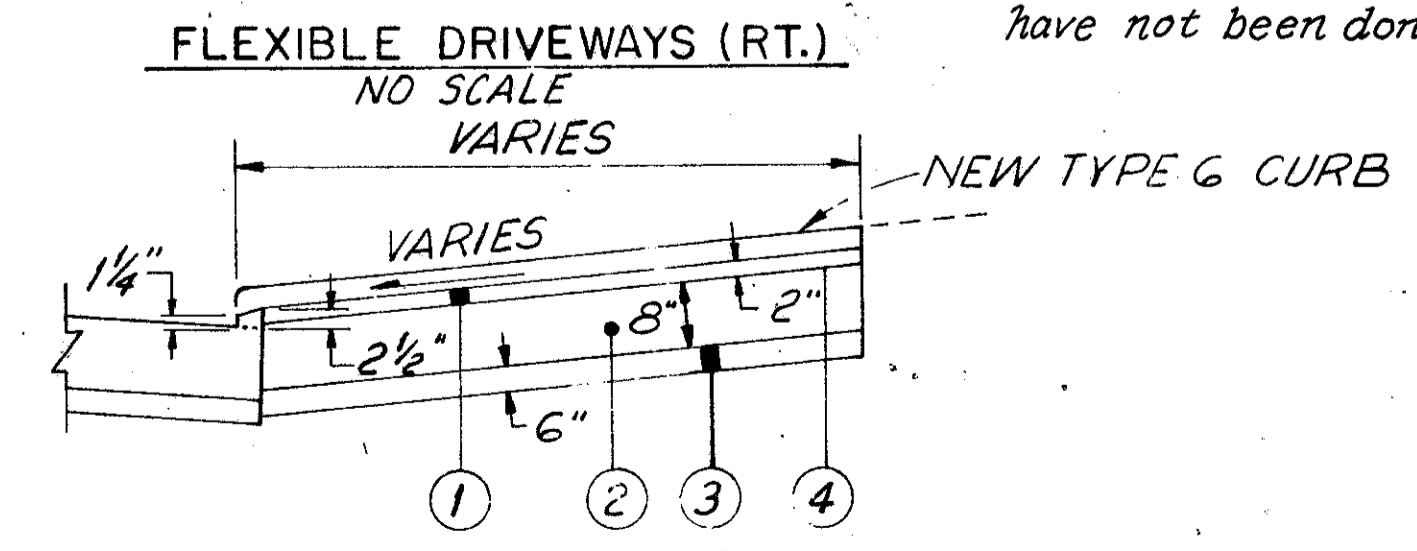 have not been don
FLEXIBLE DRIVEWAYS (RT.)
NO SCALE
VARIES
NEW TYPE 6 CURB
VARIES
1¼"
8"
2"
2½"
6"
1
2
3
4